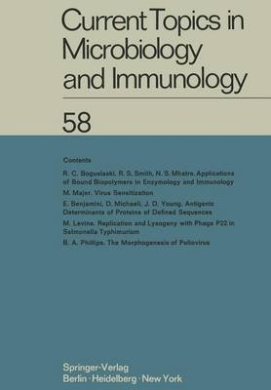 Current Topics in
Microbiology
and Immunology
58
Contents
R. C. Boguslaski, R. S. Smith, N. S. Mhatre. Applications
of Bound Biopolymers in Enzymology and Immunology
M. Majer. Virus Sensitization
E. Benjamini, D. Michaeli, J. D. Young. Antigenic
Determinants of Proteins of Defined Sequences
M. Levine. Replication and Lysogeny with Phage P22 in
Salmonella Typhimurium
B. A. Phillips. The Morphogenesis of Poliovirus
Springer-Verlag
Berlin · Heidelberg · New York